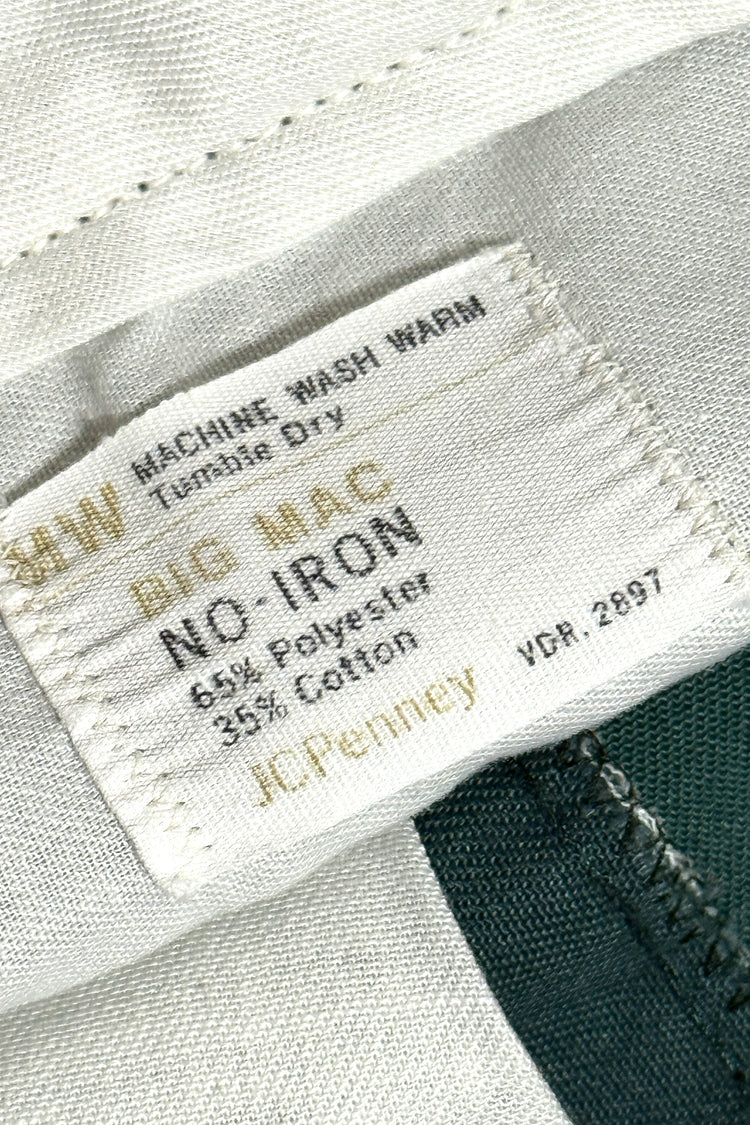 MACHINE WASH WARM
Tumble Dry
MW
BIG MAC
NO-IRON
65% Polyester
35% Cotton
VDR. 2897
JCPenney